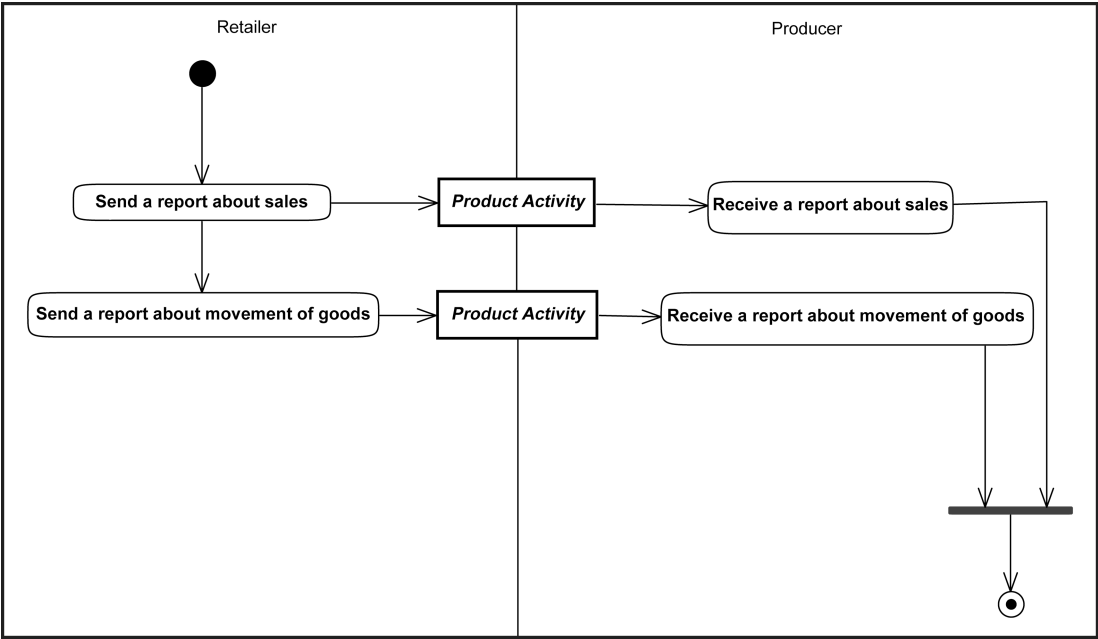 Retailer
Producer
Send a report about sales
Product Activity
Receive a report about sales
Send a report about movement of goods
Product Activity
Receive a report about movement of goods